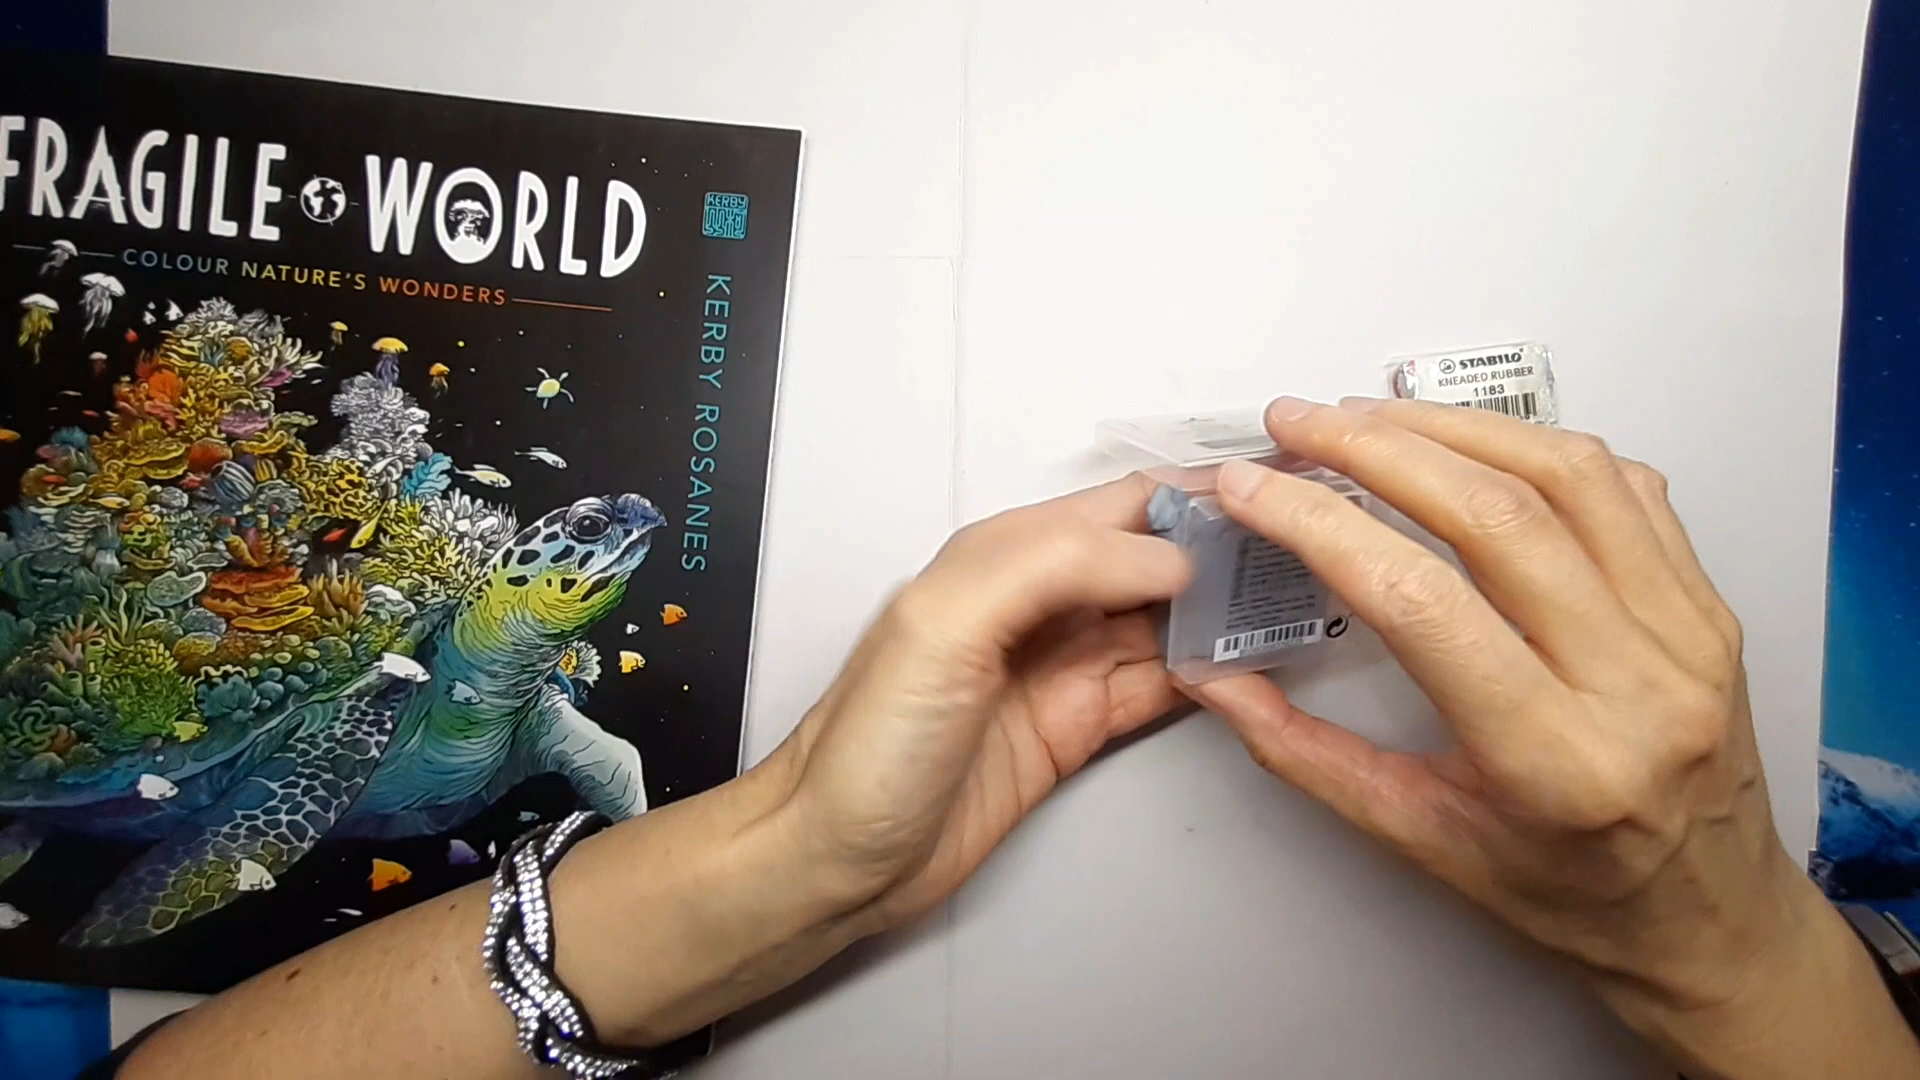 FRAGILE WORLD
COLOUR NATURE'S WONDERS
KERBY
KERBY ROSANES
STABILO
KNEADED RUBBER
1183